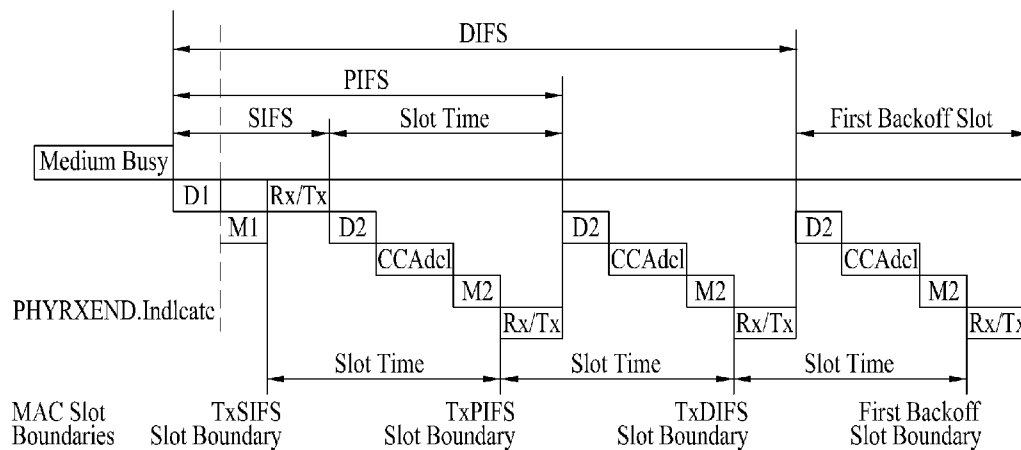 DIFS
PIFS
SIFS
Slot Time
First Backoff Slot
Medium Busy
D1
Rx/Tx
M1
D2
D2
D2
CCAdel
CCAdel
CCAdel
M2
M2
M2
PHYRXEND.Indlcate
Rx/Tx
Rx/Tx
Rx/Tx
Slot Time
Slot Time
Slot Time
MAC Slot
Boundaries
TxSIFS
Slot Boundary
TxPIFS
Slot Boundary
TxDIFS
Slot Boundary
First Backoff
Slot Boundary